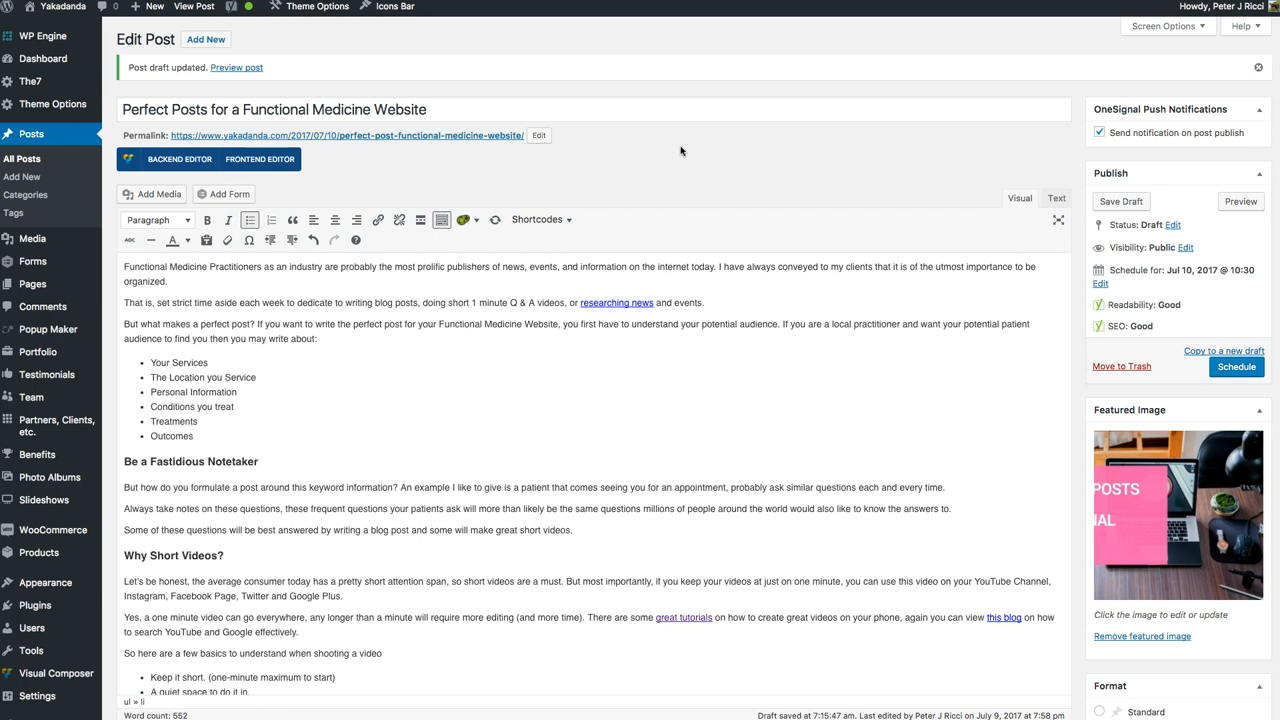 Yakadanda 0 New View Post Theme Options Icons Bar Howdy, Peter J Ricci
Screen Options Help
WP Engine
Dashboard
The7
Theme Options
Posts
All Posts
Add New
Categories
Tags
Media
Forms
Pages
Comments
Popup Maker
Portfolio
Testimonials
Team
Partners, Clients,
etc.
Benefits
Photo Albums
Slideshows
WooCommerce
Products
Appearance
Plugins
Users
Tools
Visual Composer
Settings
Edit Post Add New
Post draft updated. Preview post
Perfect Posts for a Functional Medicine Website
Permalink: https://www.yakadanda.com/2017/07/10/perfect-post-functional-medicine-website/ Edit
BACKEND EDITOR FRONTEND EDITOR
Add Media Add Form Visual Text
Paragraph B I Shortcodes
ABC A
Functional Medicine Practitioners as an industry are probably the most prolific publishers of news, events, and information on the internet today. I have always conveyed to my clients that it is of the utmost importance to be
organized.
That is, set strict time aside each week to dedicate to writing blog posts, doing short 1 minute Q & A videos, or researching news and events.
But what makes a perfect post? If you want to write the perfect post for your Functional Medicine Website, you first have to understand your potential audience. If you are a local practitioner and want your potential patient
audience to find you then you may write about:
• Your Services
• The Location you Service
• Personal Information
• Conditions you treat
• Treatments
• Outcomes
Be a Fastidious Notetaker
But how do you formulate a post around this keyword information? An example I like to give is a patient that comes seeing you for an appointment, probably ask similar questions each and every time.
Always take notes on these questions, these frequent questions your patients ask will more than likely be the same questions millions of people around the world would also like to know the answers to.
Some of these questions will be best answered by writing a blog post and some will make great short videos.
Why Short Videos?
Let's be honest, the average consumer today has a pretty short attention span, so short videos are a must. But most importantly, if you keep your videos at just on one minute, you can use this video on your YouTube Channel,
Instagram, Facebook Page, Twitter and Google Plus.
Yes, a one minute video can go everywhere, any longer than a minute will require more editing (and more time). There are some great tutorials on how to create great videos on your phone, again you can view this blog on how
to search YouTube and Google effectively.
So here are a few basics to understand when shooting a video
• Keep it short. (one-minute maximum to start)
• A quiet space to do it in.
ul » li
Word count: 552 Draft saved at 7:15:47 am. Last edited by Peter J Ricci on July 9, 2017 at 7:58 pm
OneSignal Push Notifications
Send notification on post publish
Publish
Save Draft Preview
Status: Draft Edit
Visibility: Public Edit
Schedule for: Jul 10, 2017 @ 10:30
Edit
Readability: Good
SEO: Good
Copy to a new draft
Move to Trash Schedule
Featured Image
POSTS
NAL
Click the image to edit or update
Remove featured image
Format
Standard